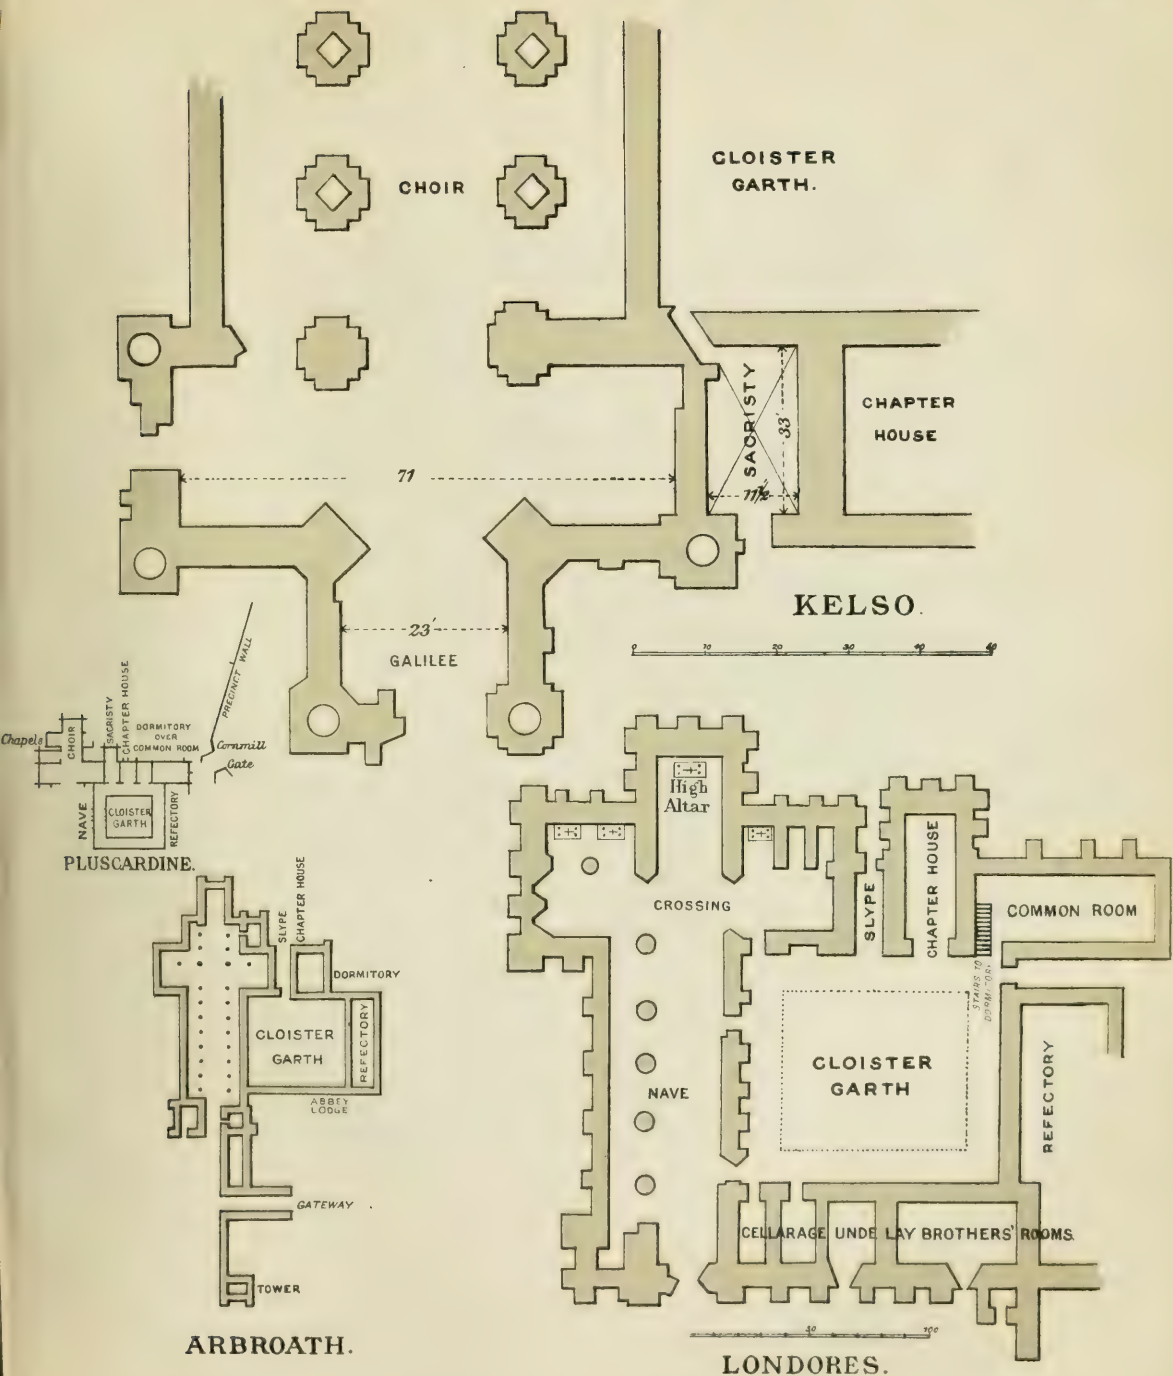 CHOIR
CLOISTER
GARTH.
SACRISTY
33'
11½
CHAPTER
HOUSE
71
23'
GALILEE
KELSO.
0 10 20 30 40 50
PRECINCT WALL
Chapels
CHOIR
SACRISTY
CHAPTER HOUSE
DORMITORY
OVER
COMMON ROOM
Cornmill
Gate
NAVE
CLOISTER
GARTH
REFECTORY
PLUSCARDINE.
SLYPE
CHAPTER HOUSE
DORMITORY
CLOISTER
GARTH
REFECTORY
ABBEY
LODGE
GATEWAY.
TOWER
ARBROATH.
High
Altar
CROSSING
SLYPE
CHAPTER HOUSE
COMMON ROOM
STAIRS TO
DORMITORY
NAVE
CLOISTER
GARTH
REFECTORY
CELLARAGE UNDE LAY BROTHERS' ROOMS.
50 100
LONDORES.